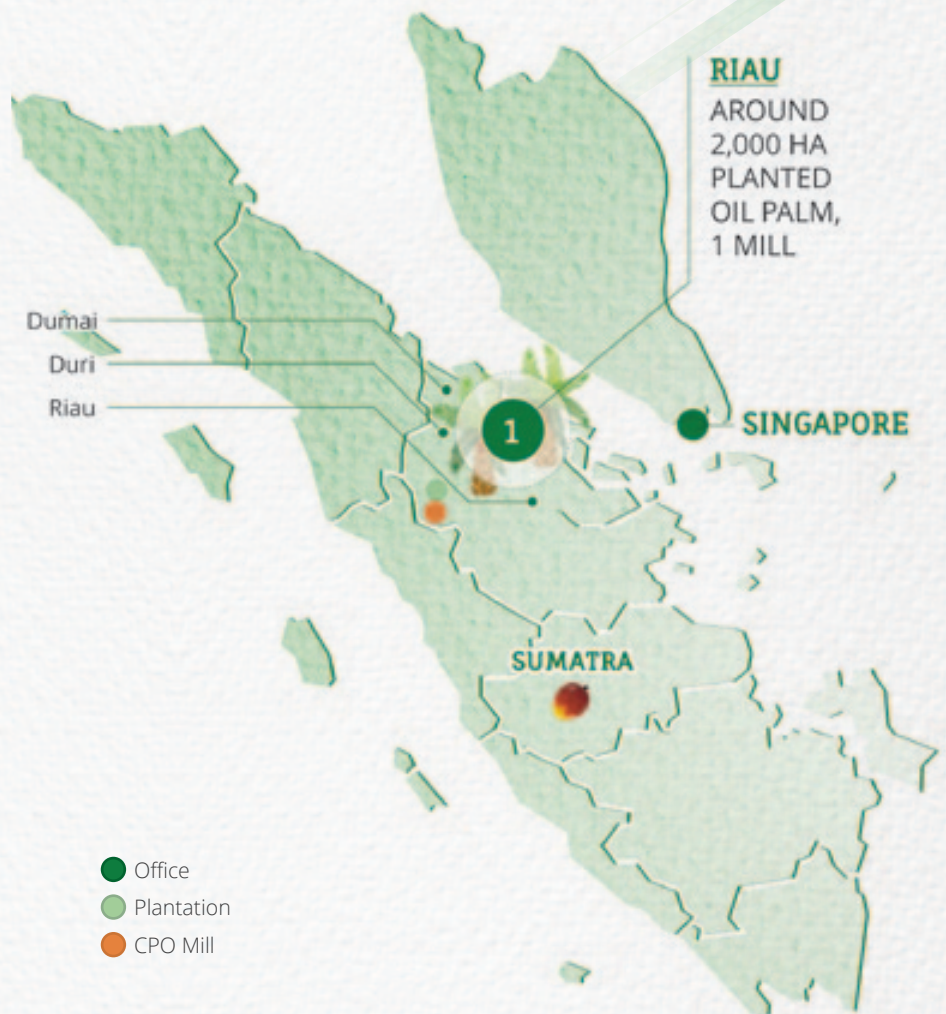 RIAU
AROUND
2,000 HA
PLANTED
OIL PALM,
1 MILL
Dumai
Duri
Riau
1
SINGAPORE
SUMATRA
Office
Plantation
CPO Mill